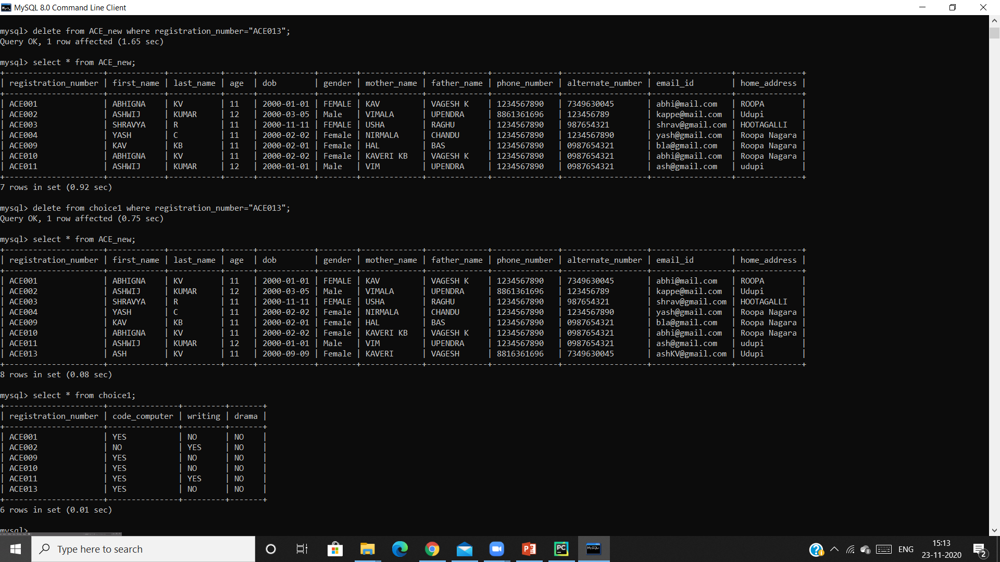 MySQL 8.0 Command Line Client
mysql> delete from ACE_new where registration_number="ACE013";
Query OK, 1 row affected (1.65 sec)
mysql> select * from ACE_new;
+---------------------+------------+-----------+------+------------+--------+-------------+-------------+--------------+------------------+-----------------+--------------+
| registration_number | first_name | last_name | age  | dob        | gender | mother_name | father_name | phone_number | alternate_number | email_id        | home_address |
+---------------------+------------+-----------+------+------------+--------+-------------+-------------+--------------+------------------+-----------------+--------------+
| ACE001              | ABHIGNA    | KV        | 11   | 2000-01-01 | FEMALE | KAV         | VAGESH K    | 1234567890   | 7349630045       | abhi@mail.com   | ROOPA        |
| ACE002              | ASHWIJ     | KUMAR     | 12   | 2000-03-05 | Male   | VIMALA      | UPENDRA     | 8861361696   | 123456789        | kappe@mail.com  | Udupi        |
| ACE003              | SHRAVYA    | R         | 11   | 2000-11-11 | FEMALE | USHA        | RAGHU       | 1234567890   | 987654321        | shrav@gmail.com | HOOTAGALLI   |
| ACE004              | YASH       | C         | 11   | 2000-02-02 | Female | NIRMALA     | CHANDU      | 1234567890   | 1234567890       | yash@gmail.com  | Roopa Nagara |
| ACE009              | KAV        | KB        | 11   | 2000-02-01 | Female | HAL         | BAS         | 1234567890   | 0987654321       | bla@gmail.com   | Roopa Nagara |
| ACE010              | ABHIGNA    | KV        | 11   | 2000-02-02 | Female | KAVERI KB   | VAGESH K    | 1234567890   | 0987654321       | abhi@gmail.com  | Roopa Nagara |
| ACE011              | ASHWIJ     | KUMAR     | 12   | 2000-01-01 | Male   | VIM         | UPENDRA     | 1234567890   | 0987654321       | ash@gmail.com   | udupi        |
+---------------------+------------+-----------+------+------------+--------+-------------+-------------+--------------+------------------+-----------------+--------------+
7 rows in set (0.92 sec)
mysql> delete from choice1 where registration_number="ACE013";
Query OK, 1 row affected (0.75 sec)
mysql> select * from ACE_new;
+---------------------+------------+-----------+------+------------+--------+-------------+-------------+--------------+------------------+-----------------+--------------+
| registration_number | first_name | last_name | age  | dob        | gender | mother_name | father_name | phone_number | alternate_number | email_id        | home_address |
+---------------------+------------+-----------+------+------------+--------+-------------+-------------+--------------+------------------+-----------------+--------------+
| ACE001              | ABHIGNA    | KV        | 11   | 2000-01-01 | FEMALE | KAV         | VAGESH K    | 1234567890   | 7349630045       | abhi@mail.com   | ROOPA        |
| ACE002              | ASHWIJ     | KUMAR     | 12   | 2000-03-05 | Male   | VIMALA      | UPENDRA     | 8861361696   | 123456789        | kappe@mail.com  | Udupi        |
| ACE003              | SHRAVYA    | R         | 11   | 2000-11-11 | FEMALE | USHA        | RAGHU       | 1234567890   | 987654321        | shrav@gmail.com | HOOTAGALLI   |
| ACE004              | YASH       | C         | 11   | 2000-02-02 | Female | NIRMALA     | CHANDU      | 1234567890   | 1234567890       | yash@gmail.com  | Roopa Nagara |
| ACE009              | KAV        | KB        | 11   | 2000-02-01 | Female | HAL         | BAS         | 1234567890   | 0987654321       | bla@gmail.com   | Roopa Nagara |
| ACE010              | ABHIGNA    | KV        | 11   | 2000-02-02 | Female | KAVERI KB   | VAGESH K    | 1234567890   | 0987654321       | abhi@gmail.com  | Roopa Nagara |
| ACE011              | ASHWIJ     | KUMAR     | 12   | 2000-01-01 | Male   | VIM         | UPENDRA     | 1234567890   | 0987654321       | ash@gmail.com   | udupi        |
| ACE013              | ASH        | KV        | 11   | 2000-09-09 | Female | KAVERI      | VAGESH      | 8816361696   | 7349630045       | ashKV@gmail.com | Udupi        |
+---------------------+------------+-----------+------+------------+--------+-------------+-------------+--------------+------------------+-----------------+--------------+
8 rows in set (0.08 sec)
mysql> select * from choice1;
+---------------------+---------------+---------+-------+
| registration_number | code_computer | writing | drama |
+---------------------+---------------+---------+-------+
| ACE001              | YES           | NO      | NO    |
| ACE002              | NO            | YES     | NO    |
| ACE009              | YES           | NO      | NO    |
| ACE010              | YES           | NO      | NO    |
| ACE011              | YES           | YES     | NO    |
| ACE013              | YES           | NO      | NO    |
+---------------------+---------------+---------+-------+
6 rows in set (0.01 sec)
mysql>
Type here to search
PC
MySQL
ENG
15:13
23-11-2020
2